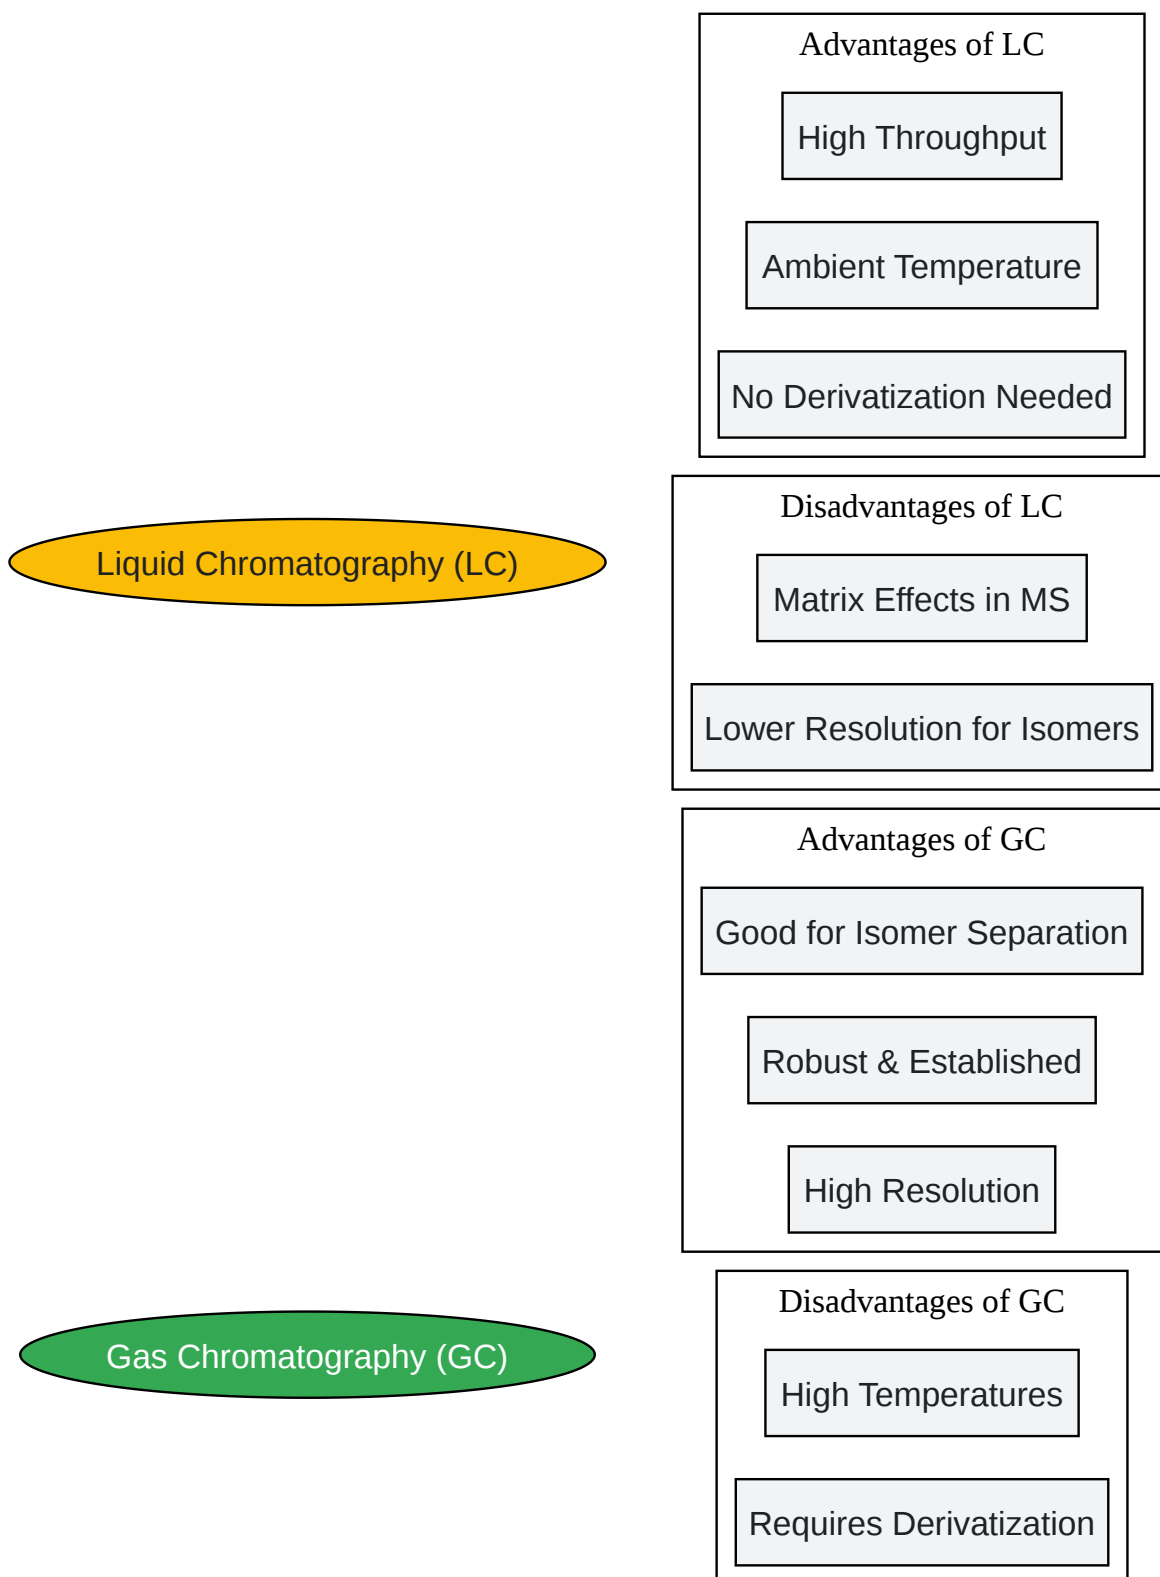 Advantages of LC
High Throughput
Ambient Temperature
No Derivatization Needed
Liquid Chromatography (LC)
Disadvantages of LC
Matrix Effects in MS
Lower Resolution for Isomers
Advantages of GC
Good for Isomer Separation
Robust & Established
High Resolution
Gas Chromatography (GC)
Disadvantages of GC
High Temperatures
Requires Derivatization